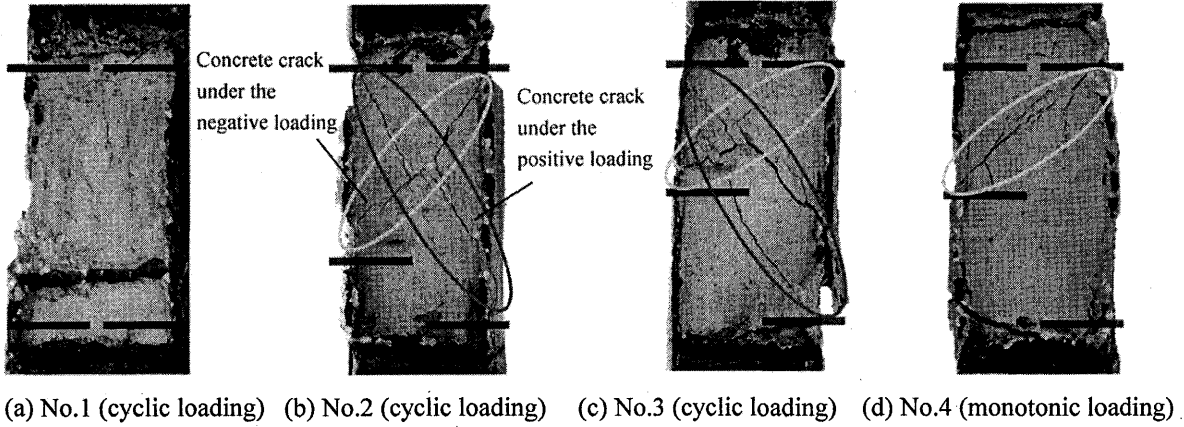 Concrete crack
under the
negative loading
Concrete crack
under the
positive loading
(a) No.1 (cyclic loading) (b) No.2 (cyclic loading) (c) No.3 (cyclic loading) (d) No.4 (monotonic loading)